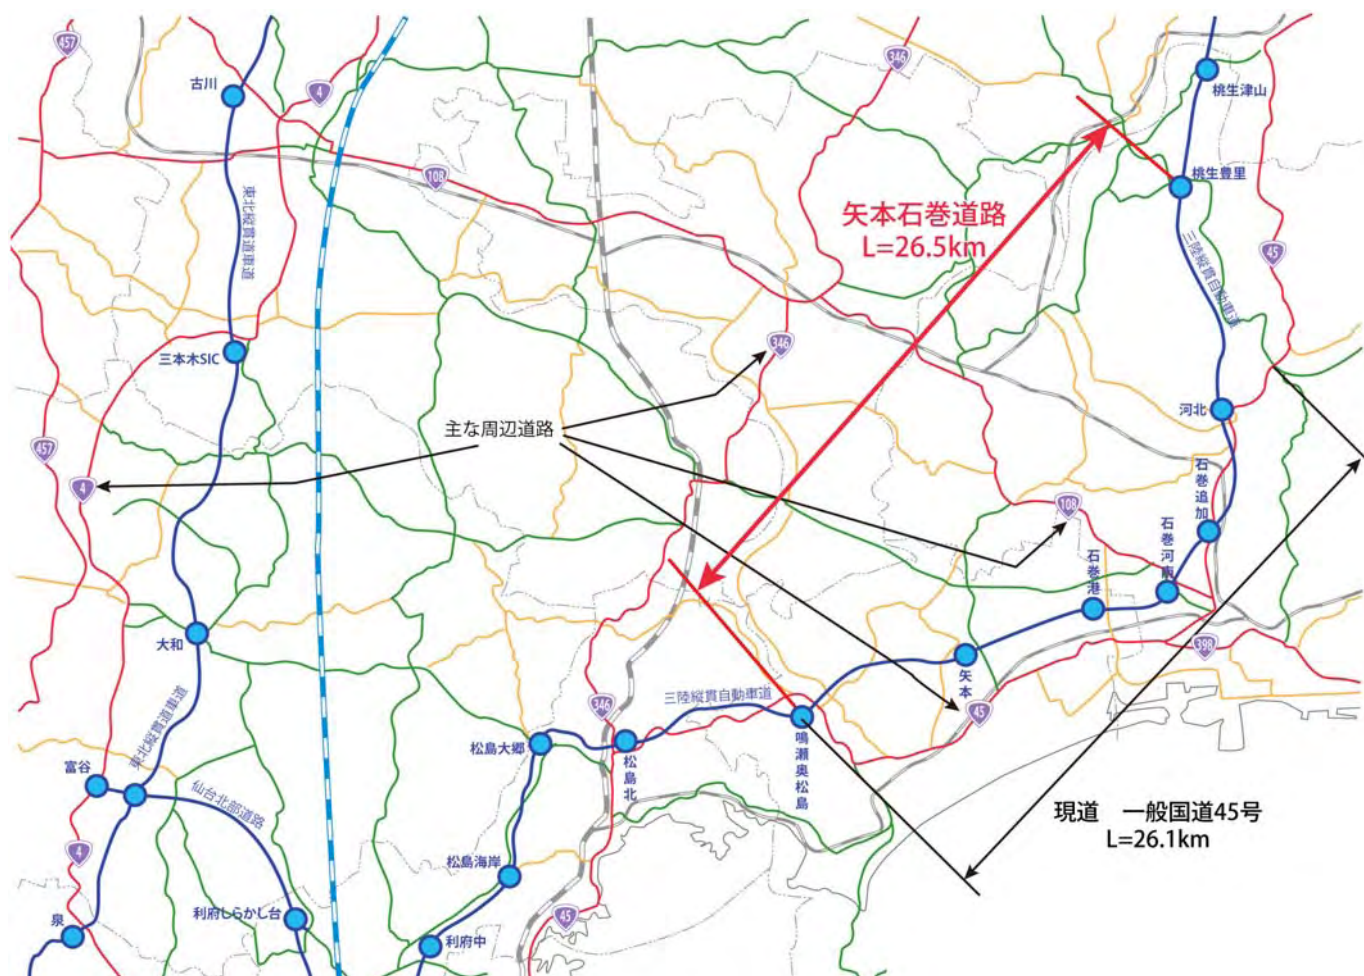 457
4
346
古川
桃生津山
108
桃生豊里
東北縦貫道車道
矢本石巻道路
L=26.5km
45
三陸縦貫自動車道
346
三本木SIC
河北
主な周辺道路
457
4
石巻追加
108
石巻河南
石巻港
大和
398
矢本
三陸縦貫自動車道
346
45
鳴瀬奥松島
松島大郷
松島北
東北縦貫道車道
富谷
仙台北部道路
現道 一般国道45号
L=26.1km
4
松島海岸
利府しらかし台
45
泉
利府中